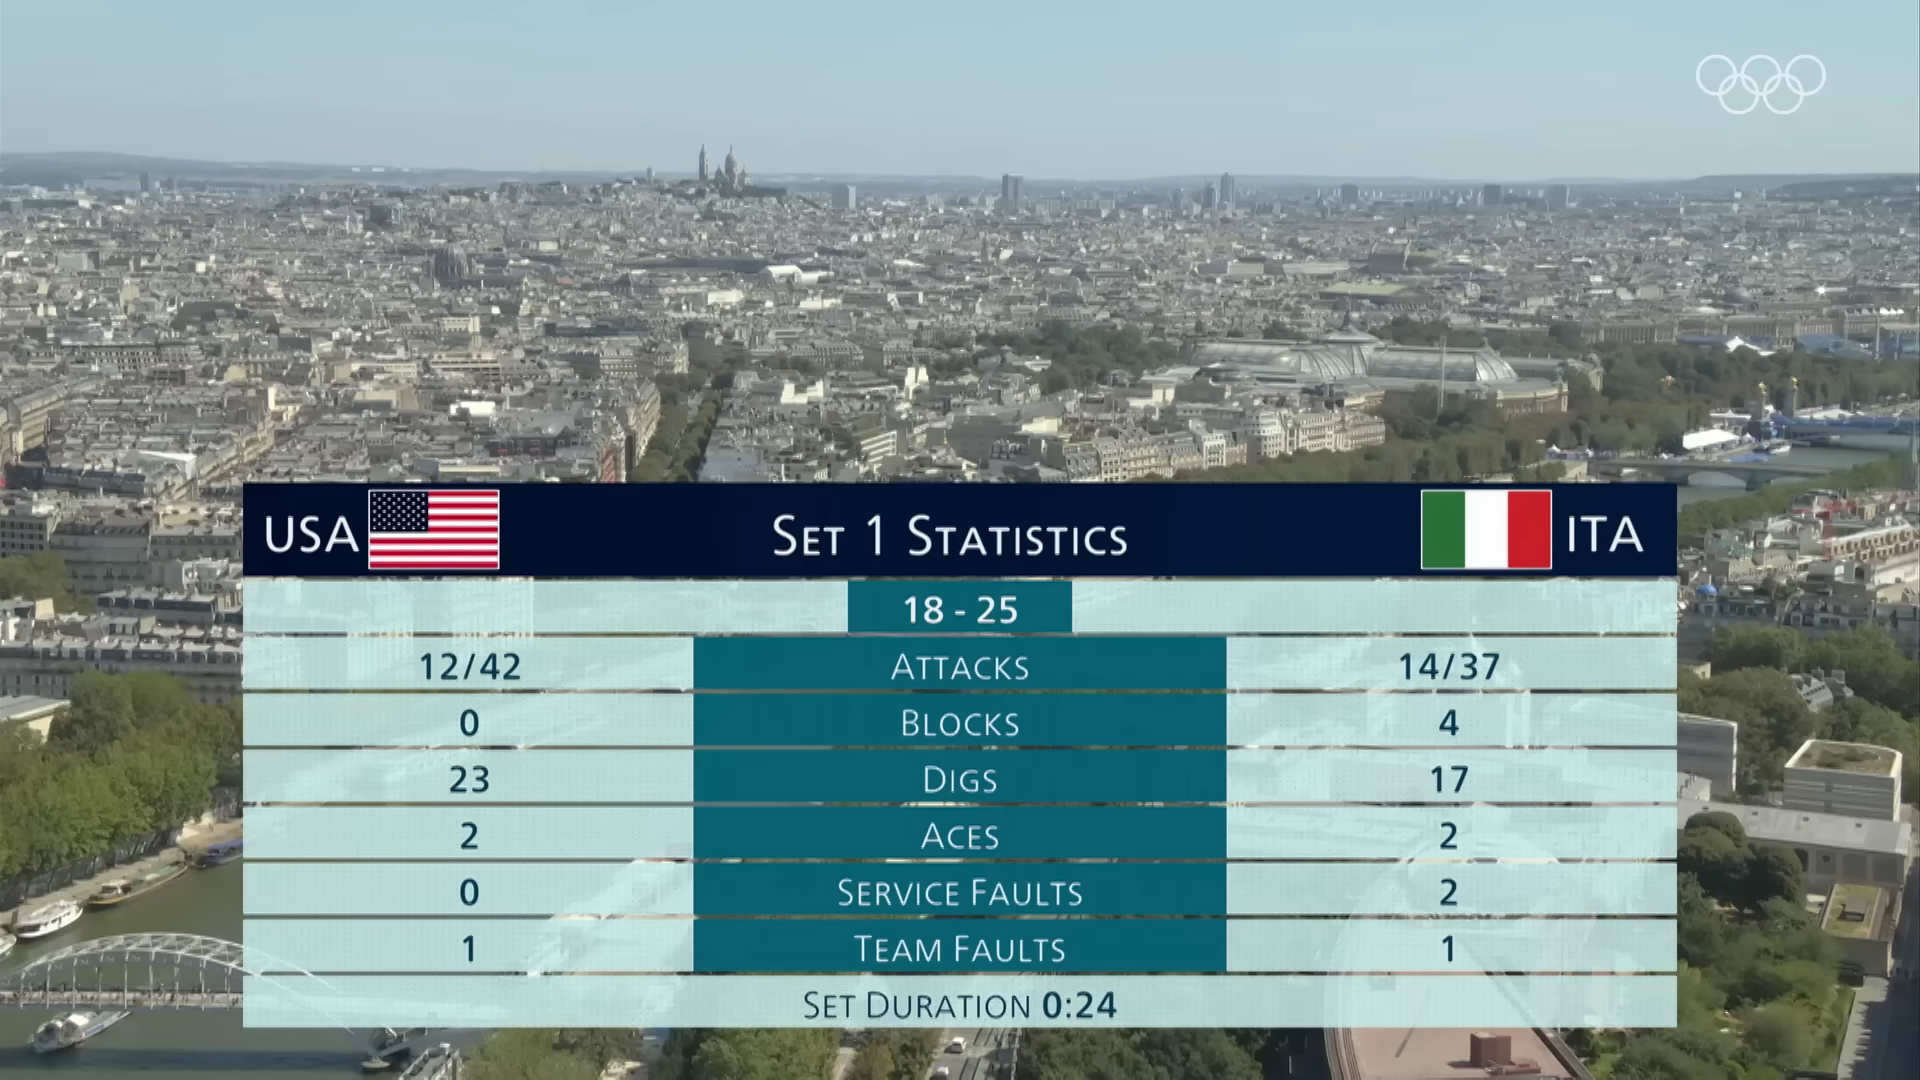 USA SET 1 STATISTICS ITA
18 - 25
12/42 ATTACKS 14/37
0 BLOCKS 4
23 DIGS 17
2 ACES 2
0 SERVICE FAULTS 2
1 TEAM FAULTS 1
SET DURATION 0:24